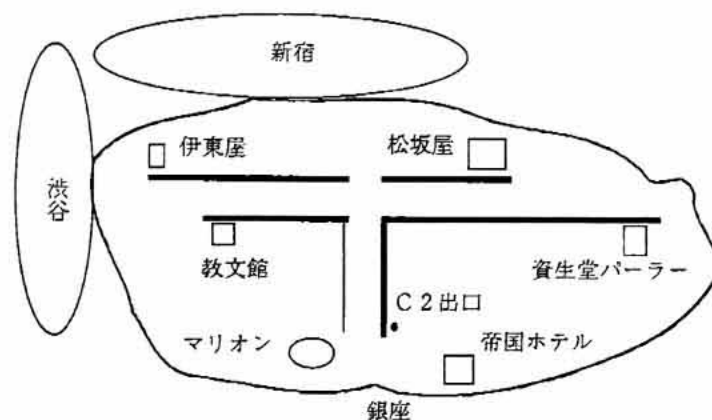 新宿
渋谷
伊東屋
松坂屋
教文館
資生堂パーラー
C2出口
マリオン
帝国ホテル
銀座